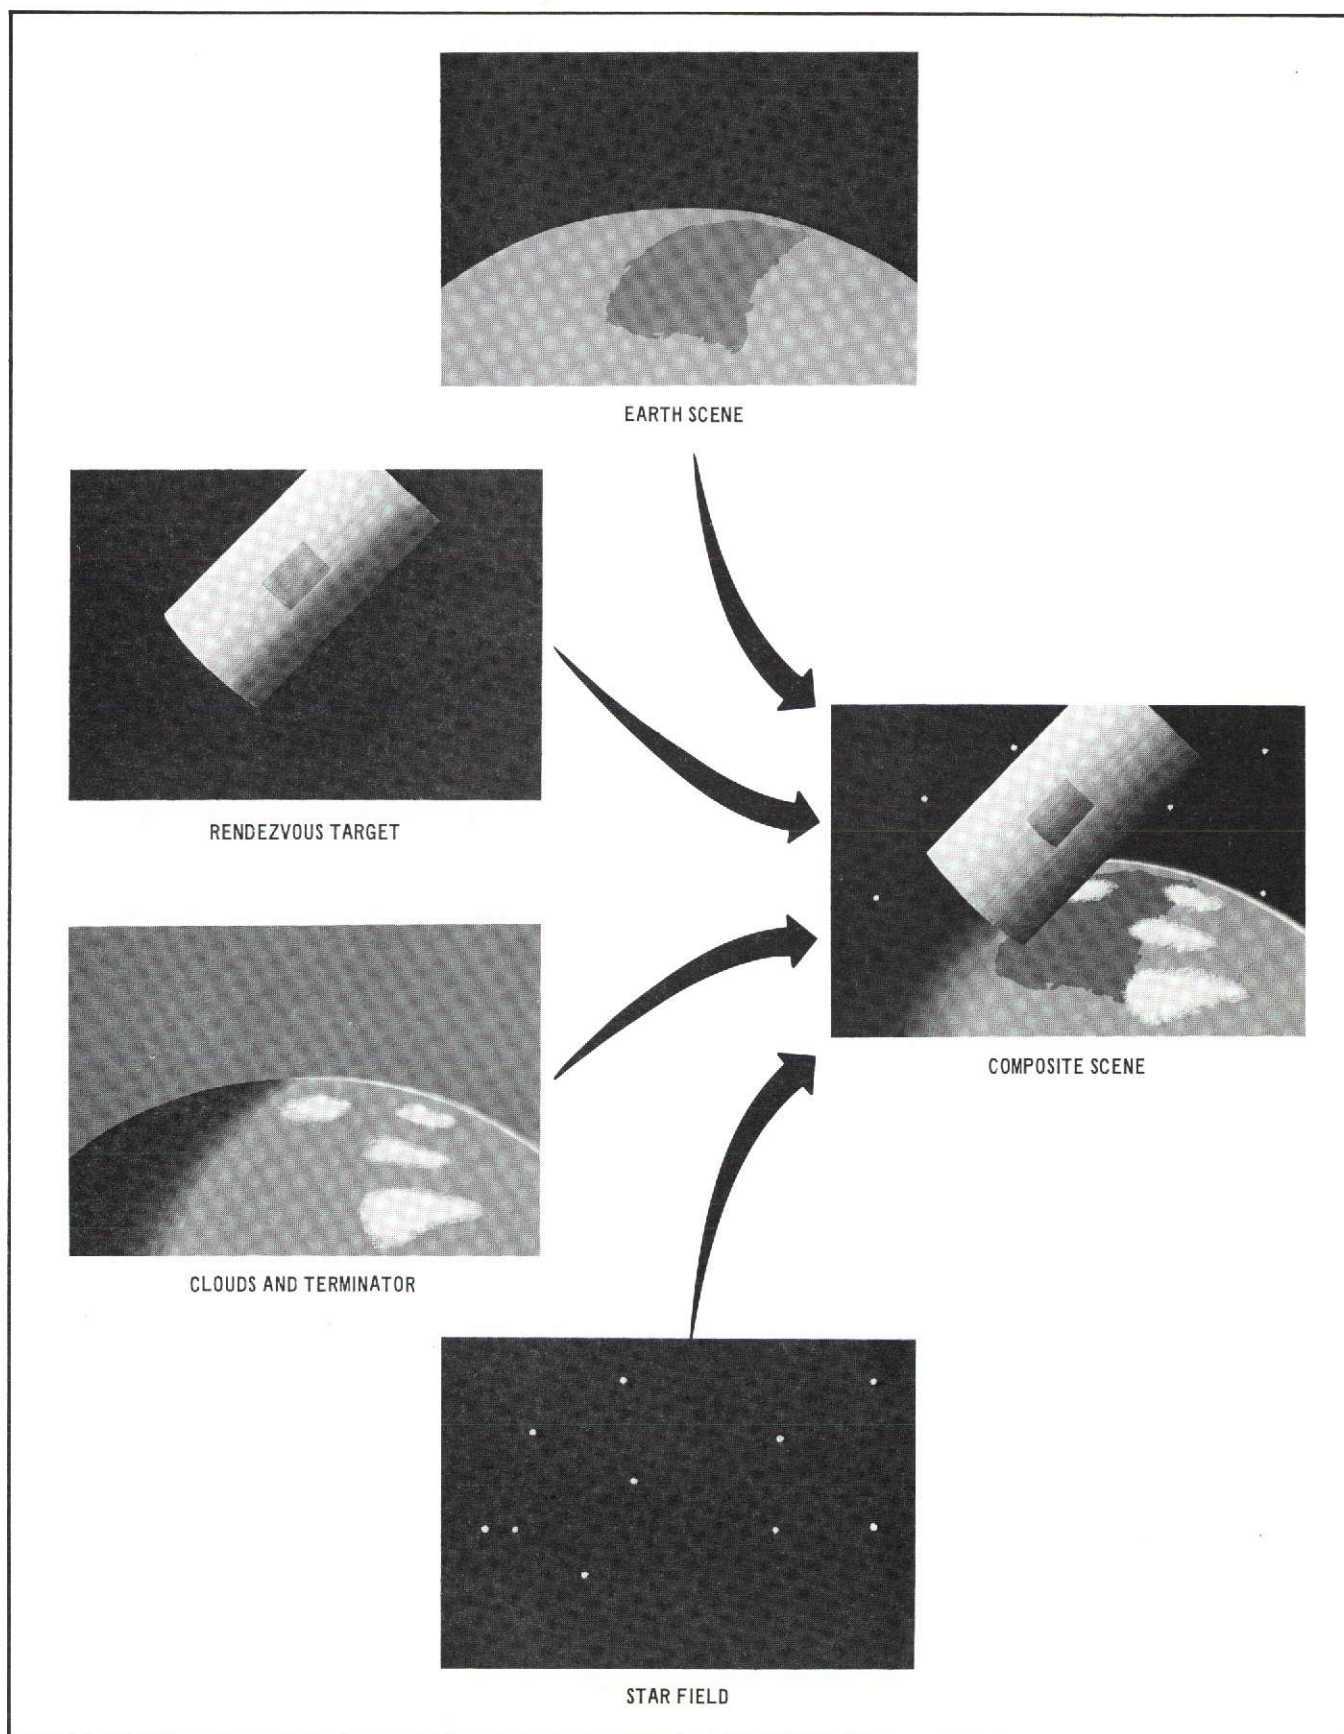 EARTH SCENE
RENDEZVOUS TARGET
COMPOSITE SCENE
CLOUDS AND TERMINATOR
STAR FIELD